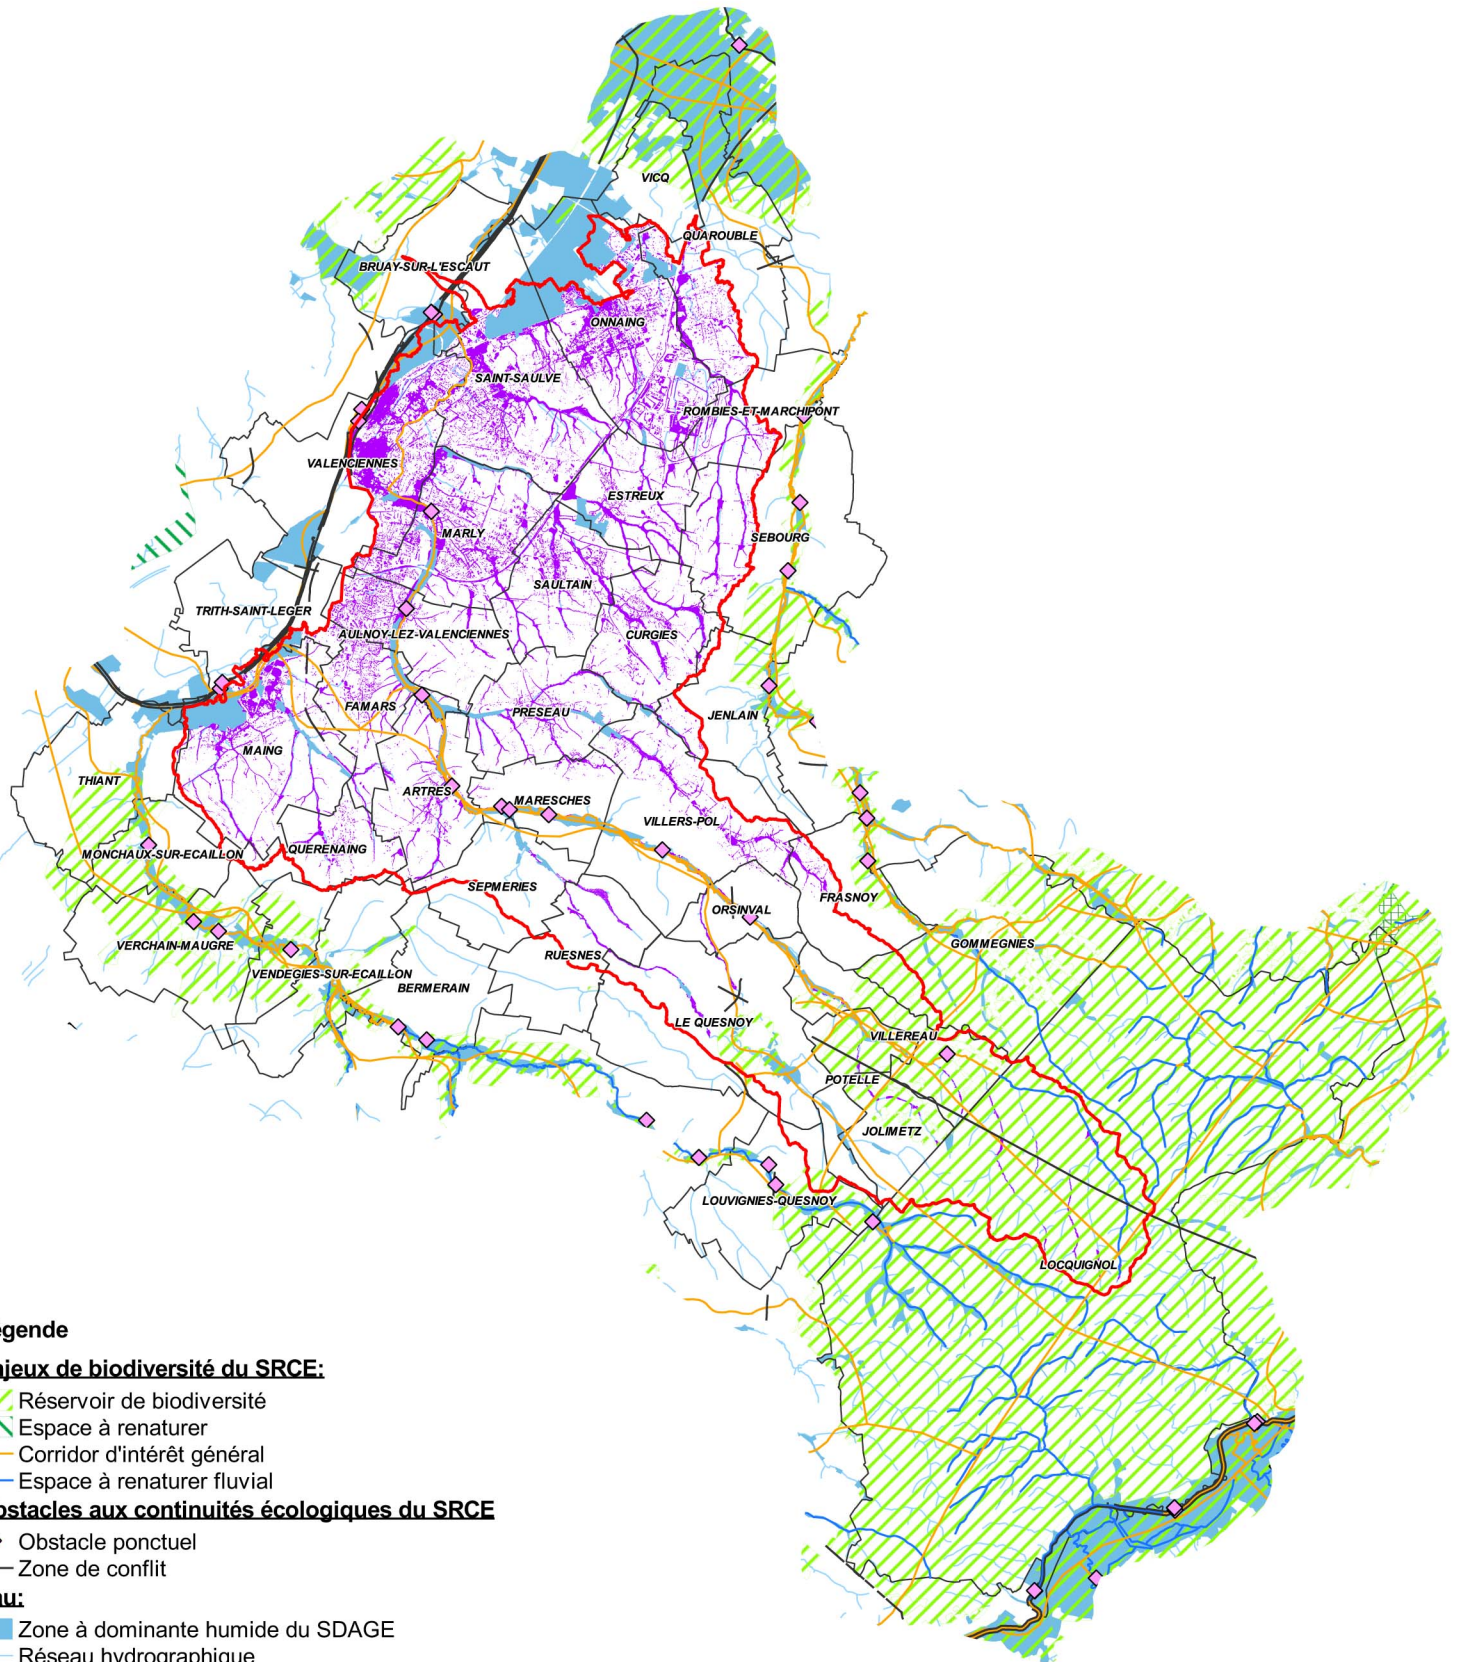 VICQ
QUAROUBLE
BRUAY-SUR-L'ESCAUT
ONNAING
SAINT-SAULVE
ROMBIES-ET-MARCHIPONT
VALENCIENNES
ESTREUX
MARLY
SEBOURG
SAULTAIN
TRITH-SAINT-LEGER
AULNOY-LEZ-VALENCIENNES
CURGIES
FAMARS
PRESEAU
JENLAIN
MAING
THIANT
ARTRES
MARESCHES
VILLERS-POL
MONCHAUX-SUR-ECAILLON
QUERENAING
SEPMERIES
FRASNOY
ORSINVAL
VERCHAIN-MAUGRE
GOMMEGNIES
RUESNES
VENDEGIES-SUR-ECAILLON
BERMERAIN
LE QUESNOY
VILLEREAU
POTELLE
JOLIMETZ
LOUVIGNIES-QUESNOY
LOCQUIGNOL
égende
njeux de biodiversité du SRCE:
Réservoir de biodiversité
Espace à renaturer
Corridor d'intérêt général
Espace à renaturer fluvial
bstacles aux continuités écologiques du SRCE
Obstacle ponctuel
Zone de conflit
au:
Zone à dominante humide du SDAGE
Réseau hydrographique